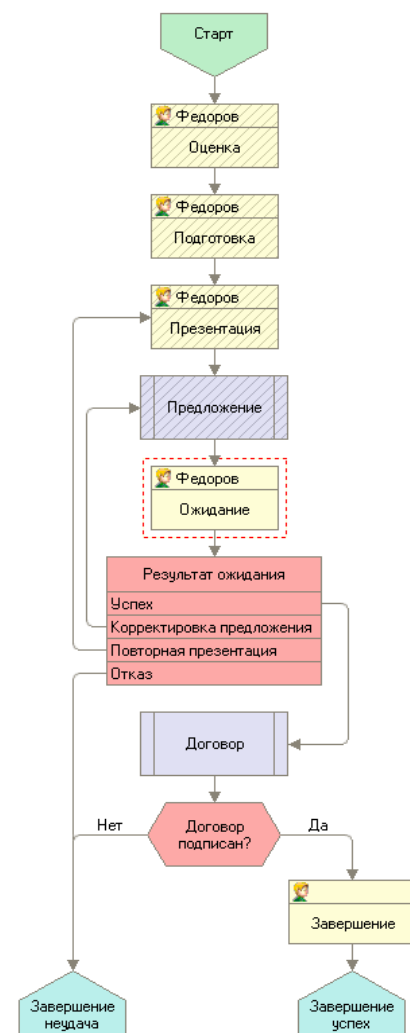 Старт
Федоров
Оценка
Федоров
Подготовка
Федоров
Презентация
Предложение
Федоров
Ожидание
Результат ожидания
Успех
Корректировка предложения
Повторная презентация
Отказ
Договор
Нет
Договор
подписан?
Да
Завершение
Завершение
неудача
Завершение
успех